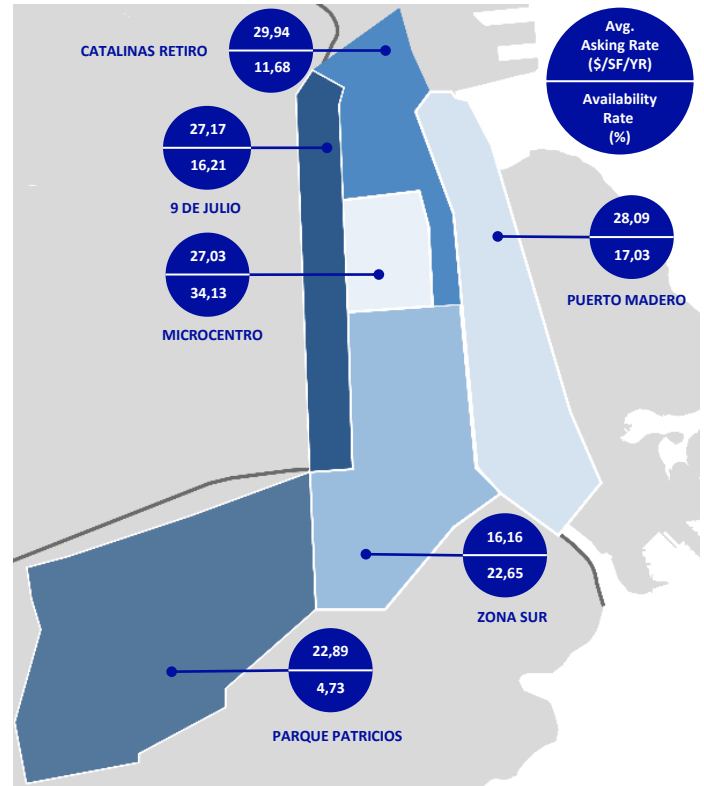 Avg.
Asking Rate
($/SF/YR)
Availability
Rate
(%)
CATALINAS RETIRO
29,94
11,68
27,17
16,21
9 DE JULIO
27,03
34,13
MICROCENTRO
28,09
17,03
PUERTO MADERO
16,16
22,65
ZONA SUR
22,89
4,73
PARQUE PATRICIOS